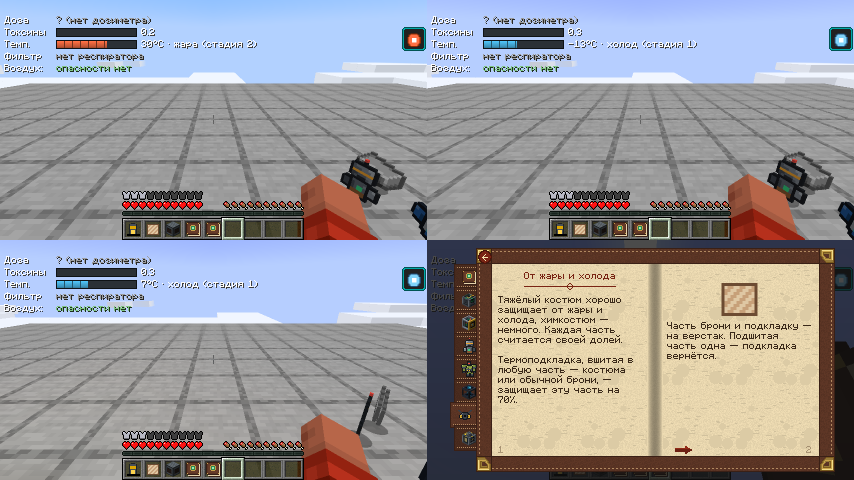 Доза ? (нет дозиметра)
Токсины 0.2
Темп. 30°C · жара (стадия 2)
Фильтр нет респиратора
Воздух: опасности нет
Доза ? (нет дозиметра)
Токсины 0.3
Темп. -13°C · холод (стадия 1)
Фильтр нет респиратора
Воздух: опасности нет
Доза ? (нет дозиметра)
Токсины 0.3
Темп. 7°C · холод (стадия 1)
Фильтр нет респиратора
Воздух: опасности нет
От жары и холода
Тяжёлый костюм хорошо
защищает от жары и
холода, химкостюм —
немного. Каждая часть
считается своей долей.
Термоподкладка, вшитая в
любую часть — костюма
или обычной брони, —
защищает эту часть на
70%.
1
Часть брони и подкладку —
на верстак. Подшитая
часть одна — подкладка
вернётся.
2